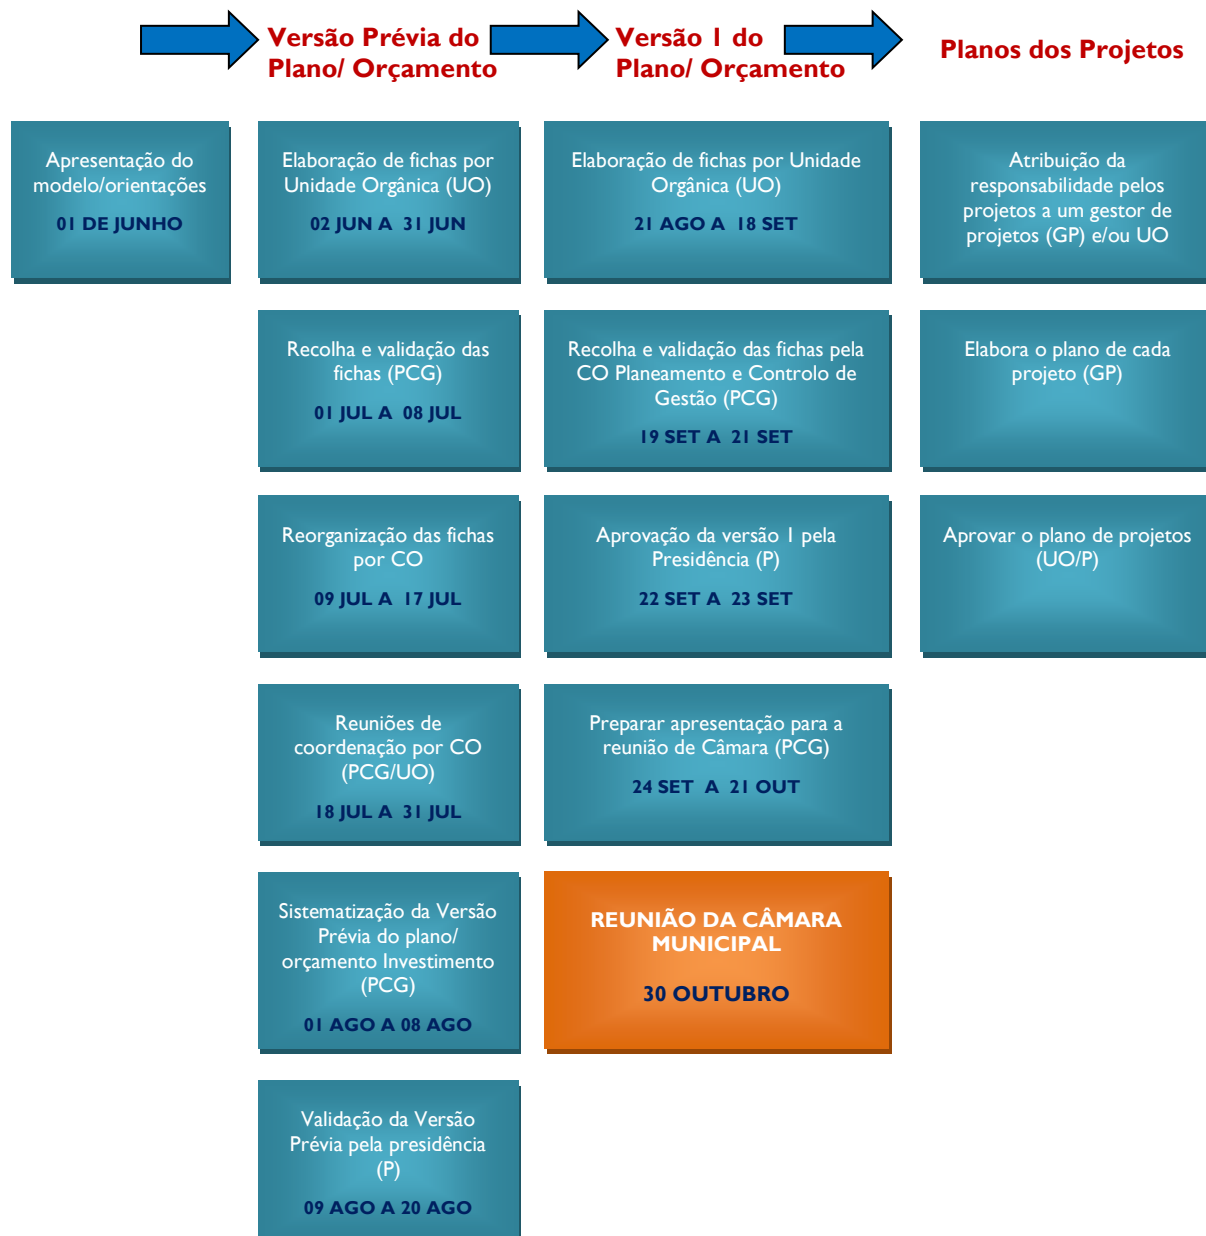 Versão Prévia do
Plano/ Orçamento
Versão 1 do
Plano/ Orçamento
Planos dos Projetos
Apresentação do
modelo/orientações
01 DE JUNHO
Elaboração de fichas por
Unidade Orgânica (UO)
02 JUN A 31 JUN
Recolha e validação das
fichas (PCG)
01 JUL A 08 JUL
Reorganização das fichas
por CO
09 JUL A 17 JUL
Reuniões de
coordenação por CO
(PCG/UO)
18 JUL A 31 JUL
Sistematização da Versão
Prévia do plano/
orçamento Investimento
(PCG)
01 AGO A 08 AGO
Validação da Versão
Prévia pela presidência
(P)
09 AGO A 20 AGO
Elaboração de fichas por Unidade
Orgânica (UO)
21 AGO A 18 SET
Recolha e validação das fichas pela
CO Planeamento e Controlo de
Gestão (PCG)
19 SET A 21 SET
Aprovação da versão 1 pela
Presidência (P)
22 SET A 23 SET
Preparar apresentação para a
reunião de Câmara (PCG)
24 SET A 21 OUT
REUNIÃO DA CÂMARA
MUNICIPAL
30 OUTUBRO
Atribuição da
responsabilidade pelos
projetos a um gestor de
projetos (GP) e/ou UO
Elabora o plano de cada
projeto (GP)
Aprovar o plano de projetos
(UO/P)